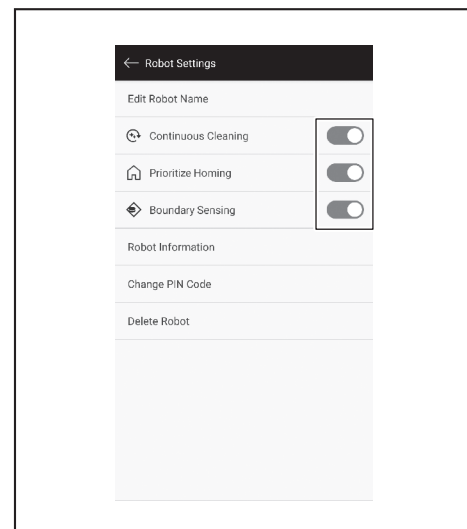 Robot Settings
Edit Robot Name
Continuous Cleaning
Prioritize Homing
Boundary Sensing
Robot Information
Change PIN Code
Delete Robot